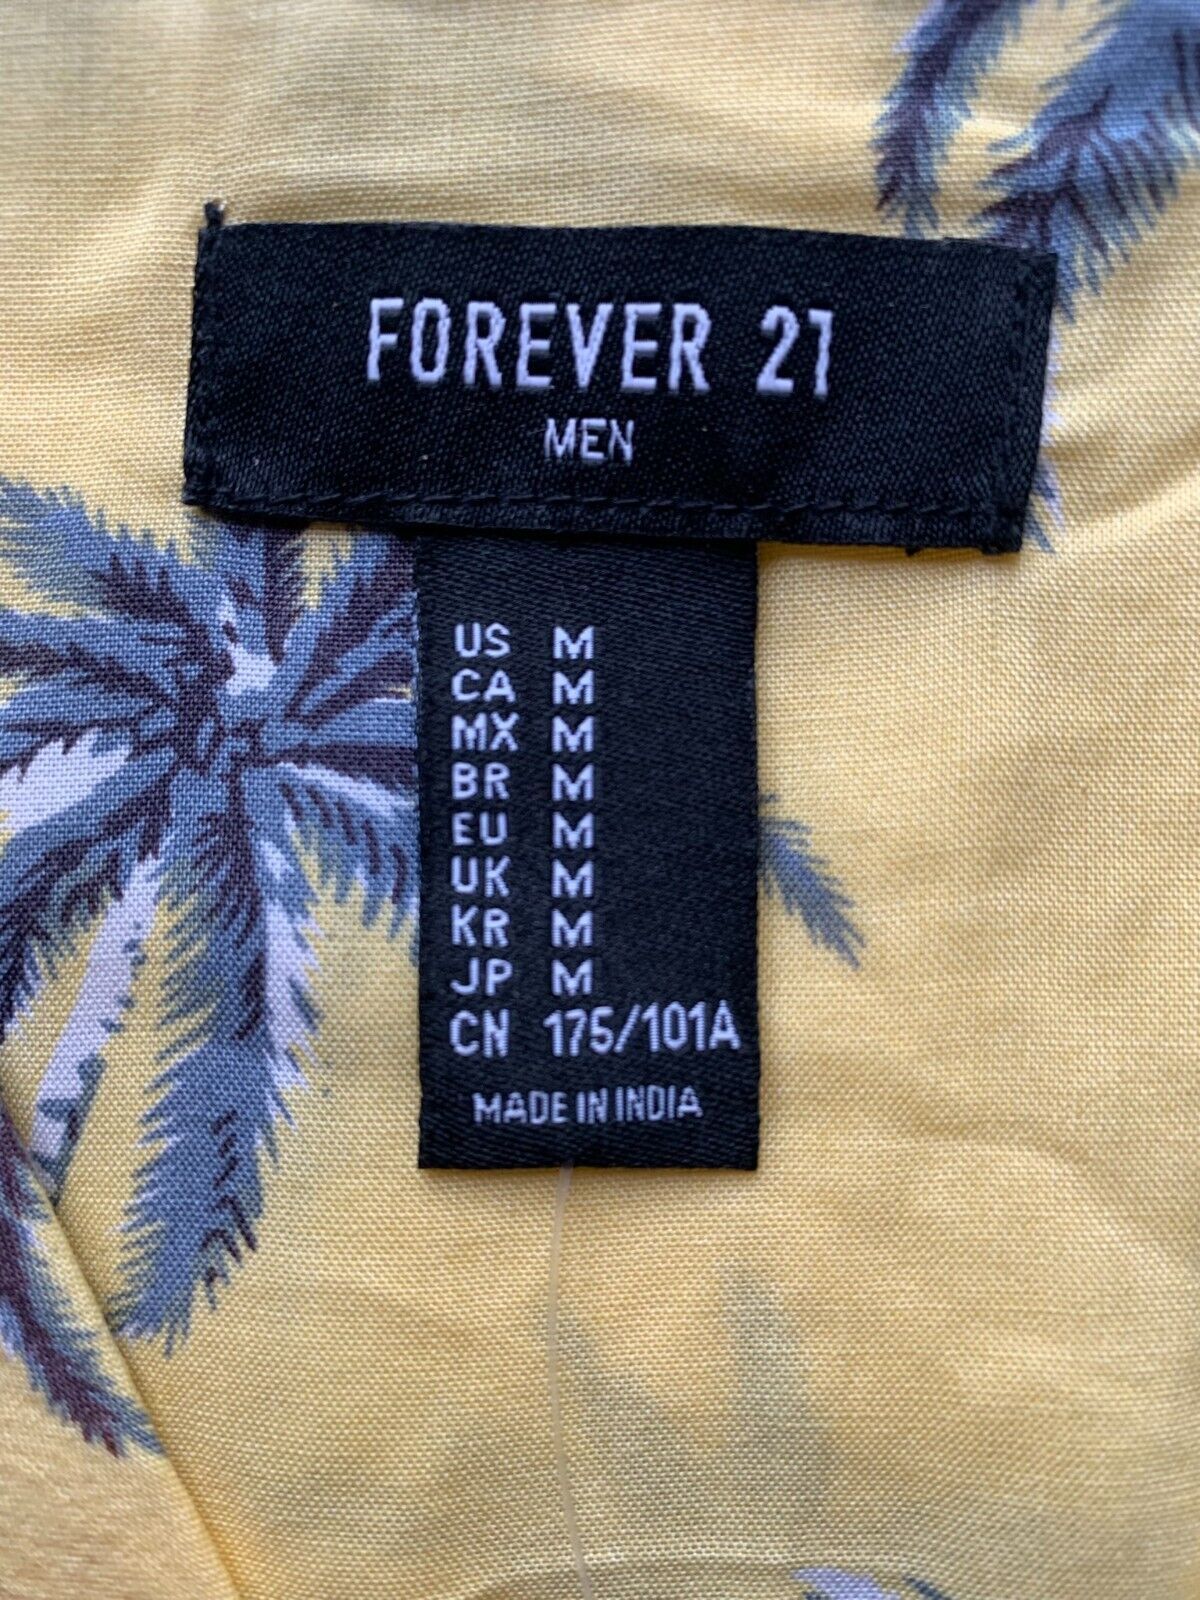 FOREVER 21
MEN
US M
CA M
MX M
BR M
EU M
UK M
KR M
JP M
CN 175/101A
MADE IN INDIA